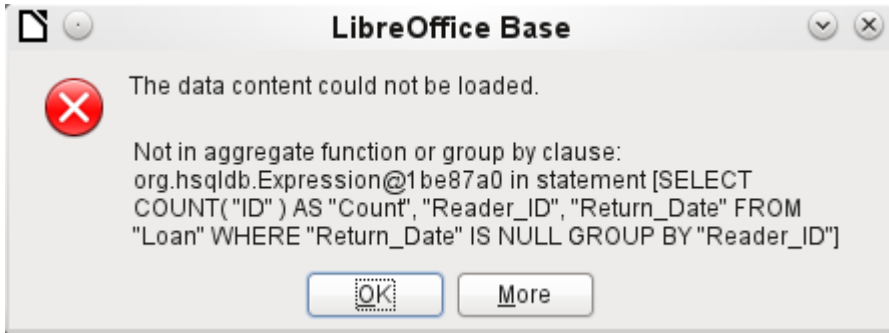 LibreOffice Base
The data content could not be loaded.
Not in aggregate function or group by clause:
org.hsqldb.Expression@1be87a0 in statement [SELECT
COUNT( "ID" ) AS "Count", "Reader_ID", "Return_Date" FROM
"Loan" WHERE "Return_Date" IS NULL GROUP BY "Reader_ID"]
OK
More